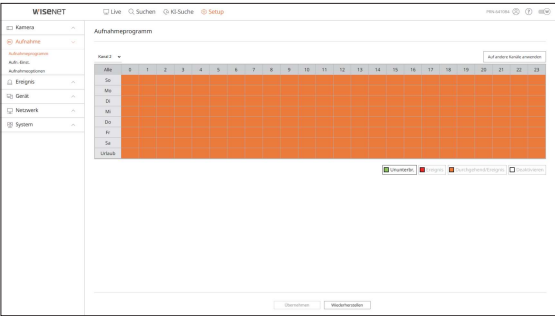 WISENET
Live Suchen KI-Suche Setup
Kamera
Aufnahme
Aufnahmeprogramm
Aufn.-Einst.
Aufnahmeoptionen
Ereignis
Gerät
Netzwerk
System
Aufnahmeprogramm
Kanal 2
Auf andere Kanäle anwenden
Alle 0 1 2 3 4 5 6 7 8 9 10 11 12 13 14 15 16 17 18 19 20 21 22 23
So
Mo
Di
Mi
Do
Fr
Sa
Urlaub
Ununterbr. Ereignis Durchgehend/Ereignis Deaktivieren
Übernehmen Wiederherstellen